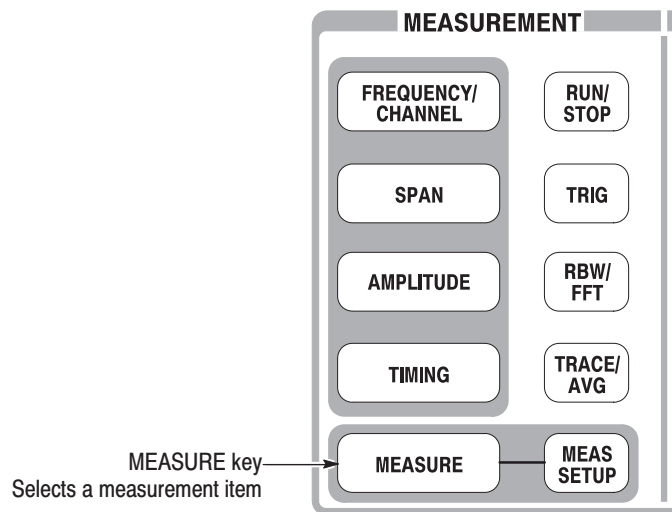 MEASUREMENT
FREQUENCY/
CHANNEL
RUN/
STOP
SPAN
TRIG
AMPLITUDE
RBW/
FFT
TIMING
TRACE/
AVG
MEASURE key
Selects a measurement item
MEASURE
MEAS
SETUP